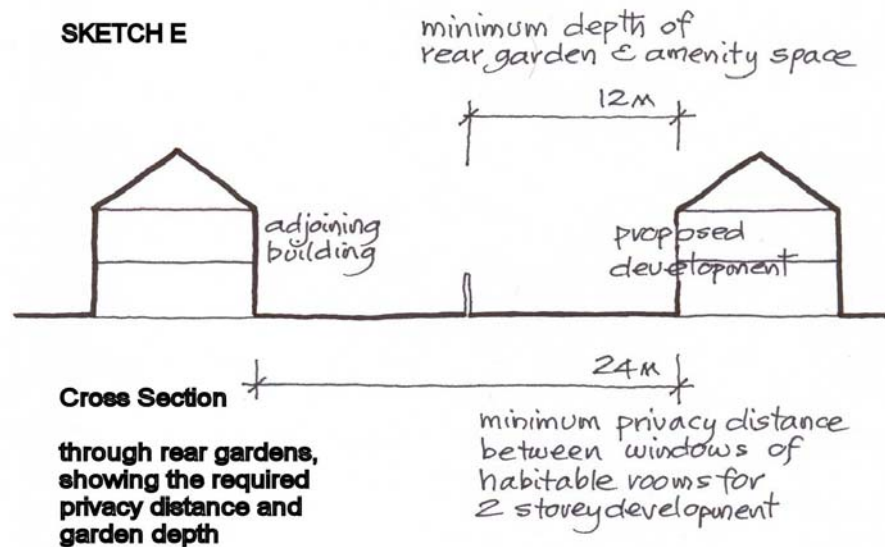 SKETCH E
minimum depth of
rear garden & amenity space
12M
adjoining
building
proposed
development
24M
Cross Section
through rear gardens,
showing the required
privacy distance and
garden depth
minimum privacy distance
between windows of
habitable rooms for
2 storey development